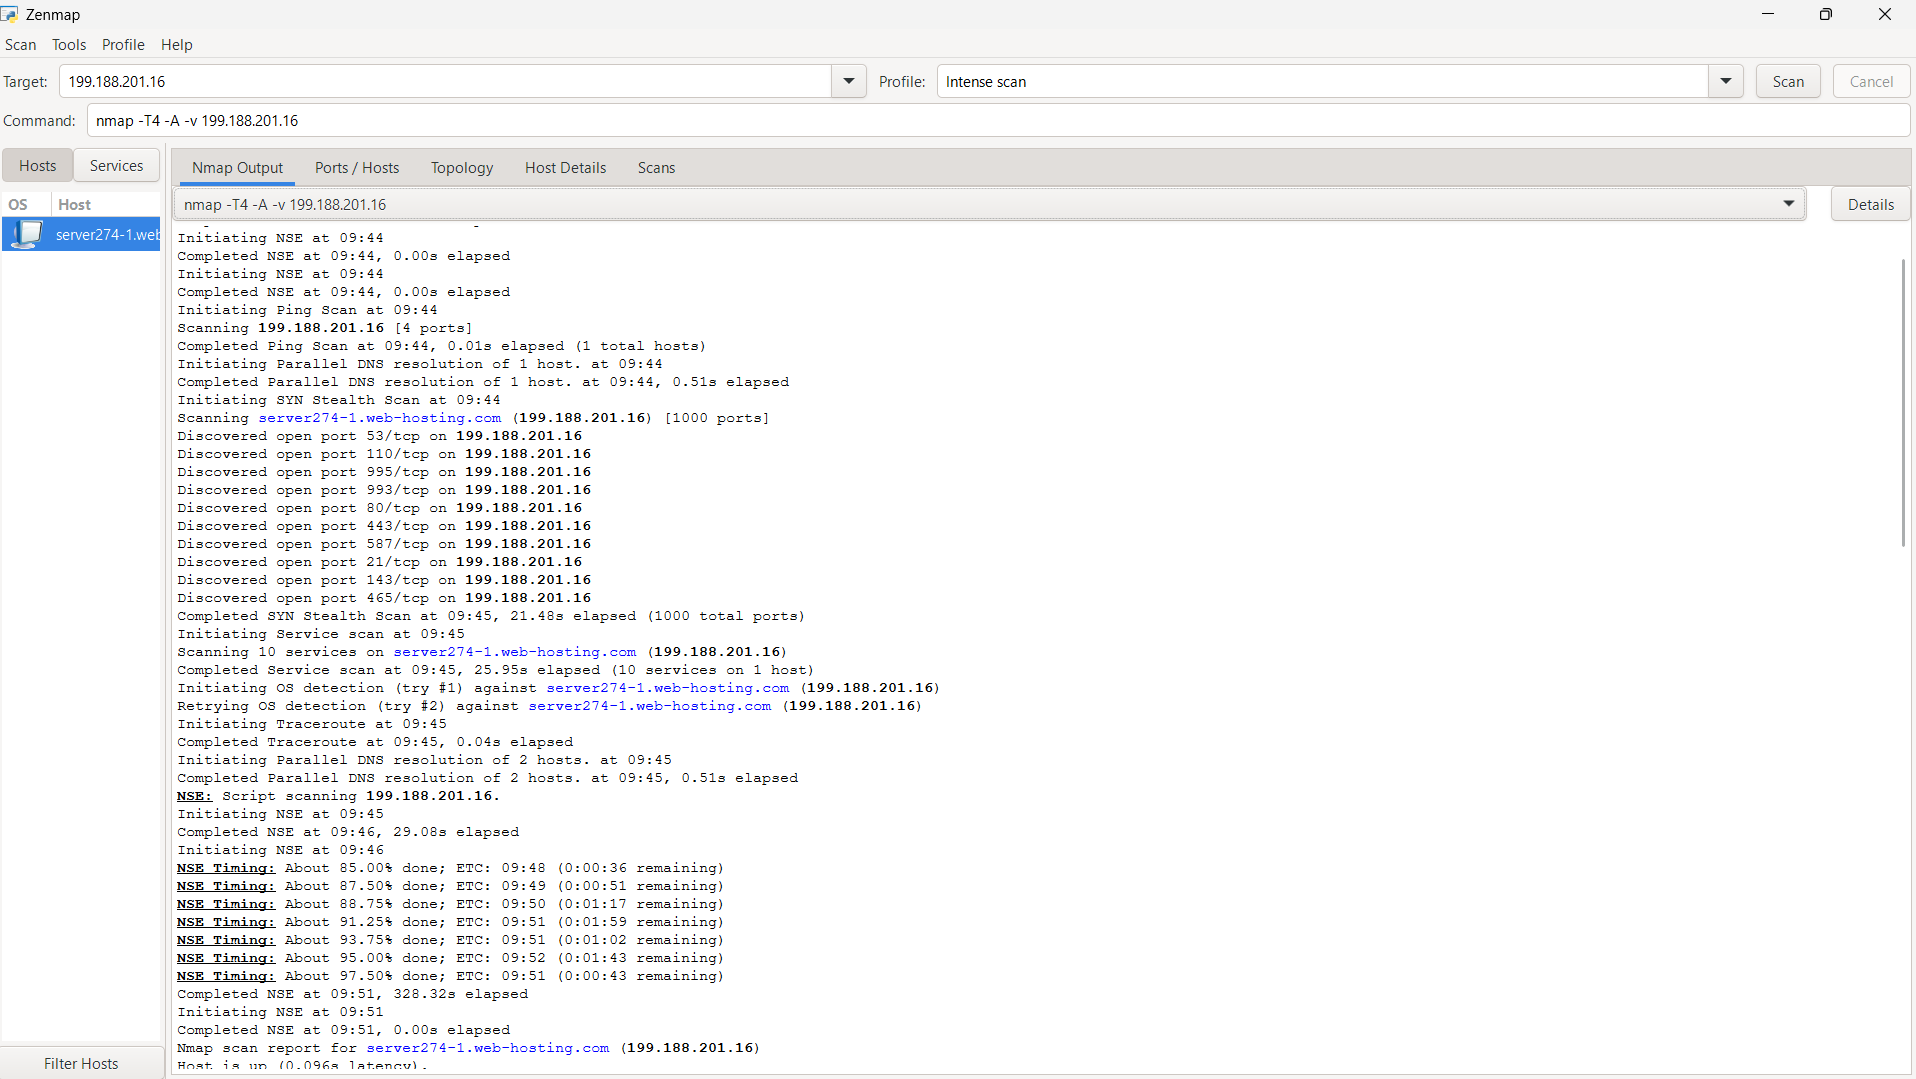 Zenmap
Scan Tools Profile Help
Target: 199.188.201.16 Profile: Intense scan Scan Cancel
Command: nmap -T4 -A -v 199.188.201.16
Hosts Services Nmap Output Ports / Hosts Topology Host Details Scans
OS Host nmap -T4 -A -v 199.188.201.16 Details
server274-1.web
Initiating NSE at 09:44
Completed NSE at 09:44, 0.00s elapsed
Initiating NSE at 09:44
Completed NSE at 09:44, 0.00s elapsed
Initiating Ping Scan at 09:44
Scanning 199.188.201.16 [4 ports]
Completed Ping Scan at 09:44, 0.01s elapsed (1 total hosts)
Initiating Parallel DNS resolution of 1 host. at 09:44
Completed Parallel DNS resolution of 1 host. at 09:44, 0.51s elapsed
Initiating SYN Stealth Scan at 09:44
Scanning server274-1.web-hosting.com (199.188.201.16) [1000 ports]
Discovered open port 53/tcp on 199.188.201.16
Discovered open port 110/tcp on 199.188.201.16
Discovered open port 995/tcp on 199.188.201.16
Discovered open port 993/tcp on 199.188.201.16
Discovered open port 80/tcp on 199.188.201.16
Discovered open port 443/tcp on 199.188.201.16
Discovered open port 587/tcp on 199.188.201.16
Discovered open port 21/tcp on 199.188.201.16
Discovered open port 143/tcp on 199.188.201.16
Discovered open port 465/tcp on 199.188.201.16
Completed SYN Stealth Scan at 09:45, 21.48s elapsed (1000 total ports)
Initiating Service scan at 09:45
Scanning 10 services on server274-1.web-hosting.com (199.188.201.16)
Completed Service scan at 09:45, 25.95s elapsed (10 services on 1 host)
Initiating OS detection (try #1) against server274-1.web-hosting.com (199.188.201.16)
Retrying OS detection (try #2) against server274-1.web-hosting.com (199.188.201.16)
Initiating Traceroute at 09:45
Completed Traceroute at 09:45, 0.04s elapsed
Initiating Parallel DNS resolution of 2 hosts. at 09:45
Completed Parallel DNS resolution of 2 hosts. at 09:45, 0.51s elapsed
NSE: Script scanning 199.188.201.16.
Initiating NSE at 09:45
Completed NSE at 09:46, 29.08s elapsed
Initiating NSE at 09:46
NSE Timing: About 85.00% done; ETC: 09:48 (0:00:36 remaining)
NSE Timing: About 87.50% done; ETC: 09:49 (0:00:51 remaining)
NSE Timing: About 88.75% done; ETC: 09:50 (0:01:17 remaining)
NSE Timing: About 91.25% done; ETC: 09:51 (0:01:59 remaining)
NSE Timing: About 93.75% done; ETC: 09:51 (0:01:02 remaining)
NSE Timing: About 95.00% done; ETC: 09:52 (0:01:43 remaining)
NSE Timing: About 97.50% done; ETC: 09:51 (0:00:43 remaining)
Completed NSE at 09:51, 328.32s elapsed
Initiating NSE at 09:51
Completed NSE at 09:51, 0.00s elapsed
Nmap scan report for server274-1.web-hosting.com (199.188.201.16)
Host is up (0.096s latency).
Filter Hosts